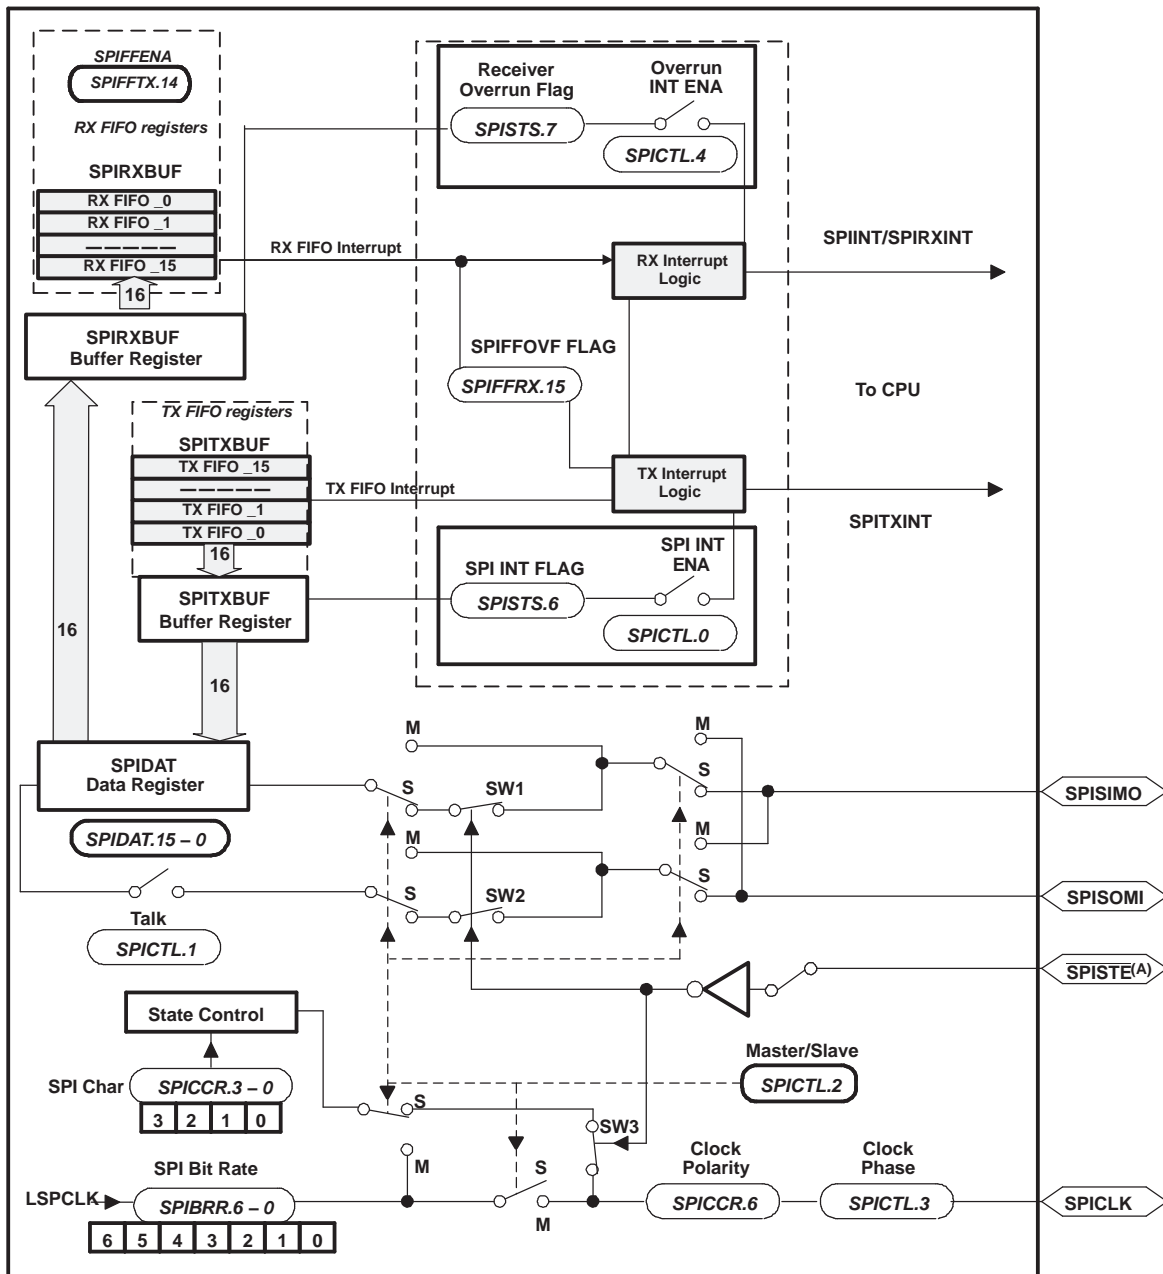 SPIFFENA
SPIFFTX.14
RX FIFO registers
SPIRXBUF
RX FIFO _0
RX FIFO _1
— — — — —
RX FIFO _15
16
SPIRXBUF
Buffer Register
Receiver
Overrun Flag
SPISTS.7
Overrun
INT ENA
SPICTL.4
RX FIFO Interrupt
RX Interrupt
Logic
SPIINT/SPIRXINT
SPIFFOVF FLAG
SPIFFRX.15
To CPU
TX FIFO registers
SPITXBUF
TX FIFO _15
— — — — —
TX FIFO _1
TX FIFO _0
16
TX FIFO Interrupt
TX Interrupt
Logic
SPITXINT
SPITXBUF
Buffer Register
SPI INT FLAG
SPISTS.6
SPI INT
ENA
SPICTL.0
16
16
SPIDAT
Data Register
SPIDAT.15 – 0
M
S
SW1
M
S
SPISIMO
M
S
SW2
M
S
SPISOMI
Talk
SPICTL.1
SPISTE(A)
State Control
Master/Slave
SPICTL.2
SPI Char
SPICCR.3 – 0
3 2 1 0
S
M
SW3
SPI Bit Rate
LSPCLK
SPIBRR.6 – 0
6 5 4 3 2 1 0
S
M
Clock
Polarity
SPICCR.6
Clock
Phase
SPICTL.3
SPICLK